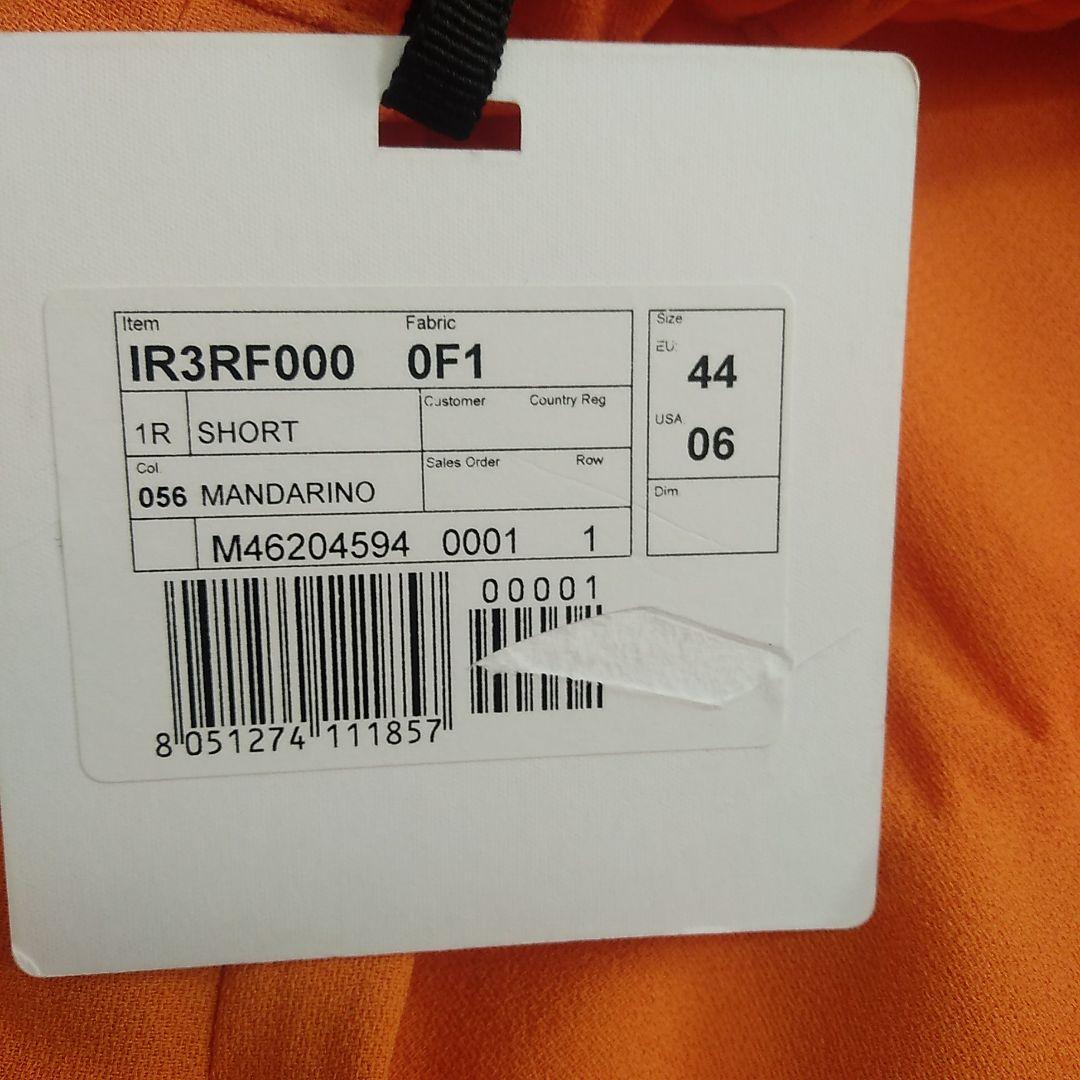 Item Fabric
IR3RF000 0F1
1R SHORT
Customer Country Reg
Col.
056 MANDARINO
Sales Order Row
M46204594 0001 1
Size
EU:
44
USA
06
Dim.
00001
8 051274 111857